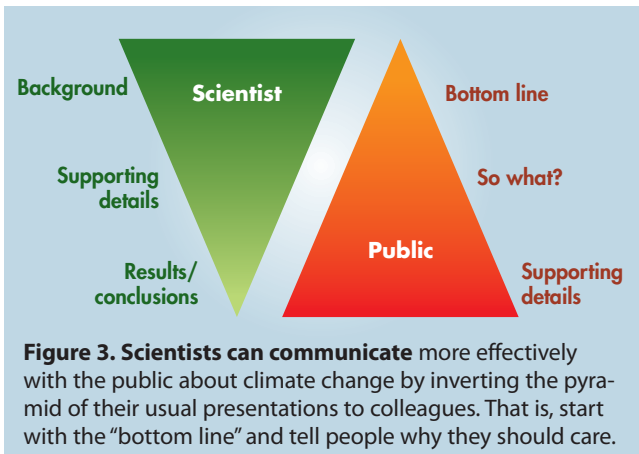 Background
Scientist
Supporting
details
Results/
conclusions
Bottom line
So what?
Public
Supporting
details
Figure 3. Scientists can communicate more effectively
with the public about climate change by inverting the pyra-
mid of their usual presentations to colleagues. That is, start
with the “bottom line” and tell people why they should care.